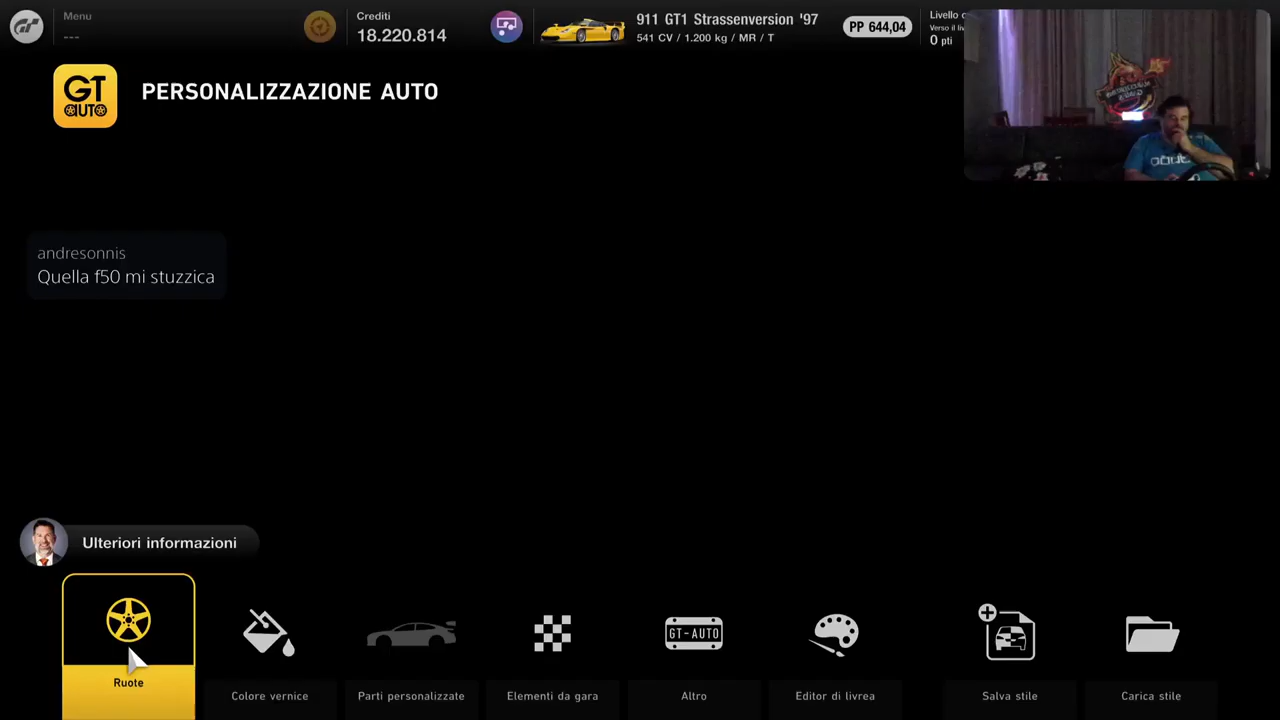 Menu
---
Crediti
18.220.814
911 GT1 Strassenversion '97
541 CV / 1.200 kg / MR / T
PP 644,04
Livello
Verso il
0 pti
GT
AUTO
PERSONALIZZAZIONE AUTO
andresonnis
Quella f50 mi stuzzica
Ulteriori informazioni
GT-AUTO
Ruote
Colore vernice
Parti personalizzate
Elementi da gara
Altro
Editor di livrea
Salva stile
Carica stile